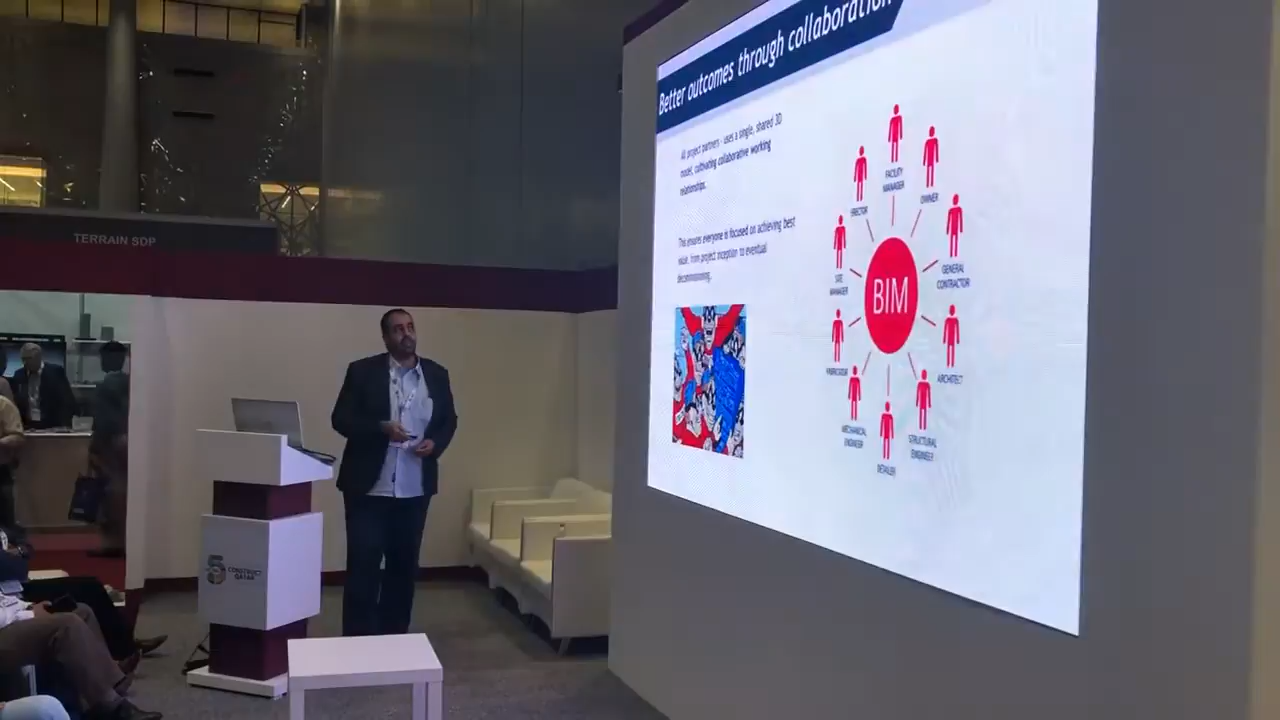 Better outcomes through collaboration
All project partners - uses a single, shared 3D
model, cultivating collaborative working
relationships.
This ensures everyone is focused on achieving best
value, from project inception to eventual
decommissioning.
FACILITY
MANAGER
OWNER
ERECTOR
GENERAL
CONTRACTOR
SITE
MANAGER
BIM
FABRICATOR
ARCHITECT
MECHANICAL
ENGINEER
STRUCTURAL
ENGINEER
DETAILER
TERRAIN SDP
5
CONSTRUCT
QATAR